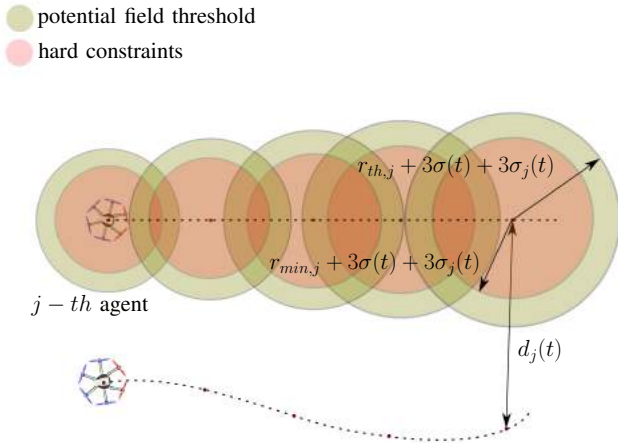 potential field threshold
hard constraints
r_{th,j} + 3σ(t) + 3σ_j(t)
r_{min,j} + 3σ(t) + 3σ_j(t)
j − th agent
d_j(t)